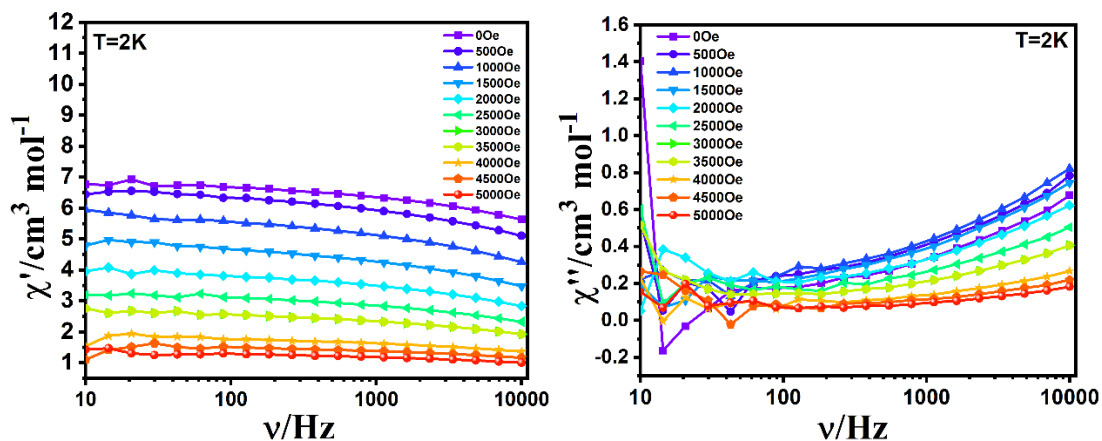 T=2K
χ'/cm³ mol⁻¹
12
11
10
9
8
7
6
5
4
3
2
1
0Oe
500Oe
1000Oe
1500Oe
2000Oe
2500Oe
3000Oe
3500Oe
4000Oe
4500Oe
5000Oe
10
100
1000
10000
ν/Hz
T=2K
χ''/cm³ mol⁻¹
1.6
1.4
1.2
1.0
0.8
0.6
0.4
0.2
0.0
-0.2
0Oe
500Oe
1000Oe
1500Oe
2000Oe
2500Oe
3000Oe
3500Oe
4000Oe
4500Oe
5000Oe
10
100
1000
10000
ν/Hz